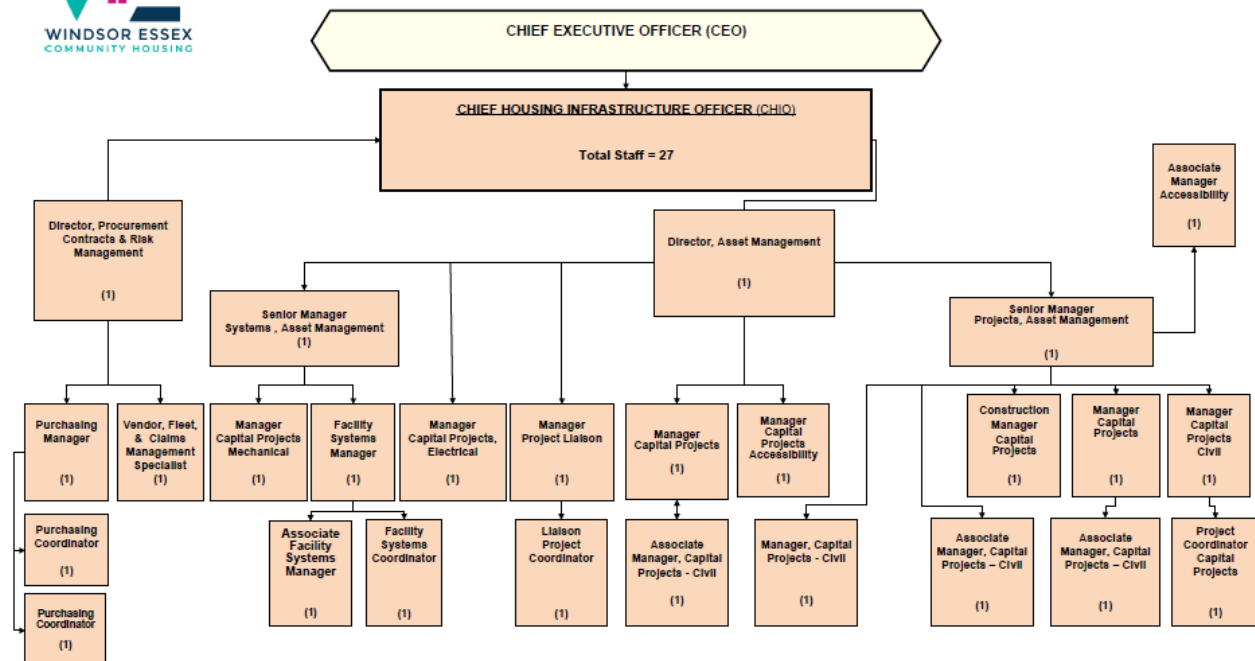 WINDSOR ESSEX
COMMUNITY HOUSING
CHIEF EXECUTIVE OFFICER (CEO)
CHIEF HOUSING INFRASTRUCTURE OFFICER (CHIO)
Total Staff = 27
Associate
Manager
Accessibility
(1)
Director, Procurement
Contracts & Risk
Management
(1)
Director, Asset Management
(1)
Senior Manager
Systems , Asset Management
(1)
Senior Manager
Projects, Asset Management
(1)
Purchasing
Manager
(1)
Vendor, Fleet,
& Claims
Management
Specialist
(1)
Manager
Capital Projects
Mechanical
(1)
Facility
Systems
Manager
(1)
Manager
Capital Projects,
Electrical
(1)
Manager
Project Liaison
(1)
Manager
Capital Projects
(1)
Manager
Capital
Projects
Accessibility
(1)
Construction
Manager
Capital
Projects
(1)
Manager
Capital
Projects
(1)
Manager
Capital
Projects
Civil
(1)
Purchasing
Coordinator
(1)
Associate
Facility
Systems
Manager
(1)
Facility
Systems
Coordinator
(1)
Liaison
Project
Coordinator
(1)
Associate
Manager, Capital
Projects - Civil
(1)
Manager, Capital
Projects - Civil
(1)
Associate
Manager, Capital
Projects – Civil
(1)
Associate
Manager, Capital
Projects – Civil
(1)
Project
Coordinator
Capital
Projects
(1)
Purchasing
Coordinator
(1)